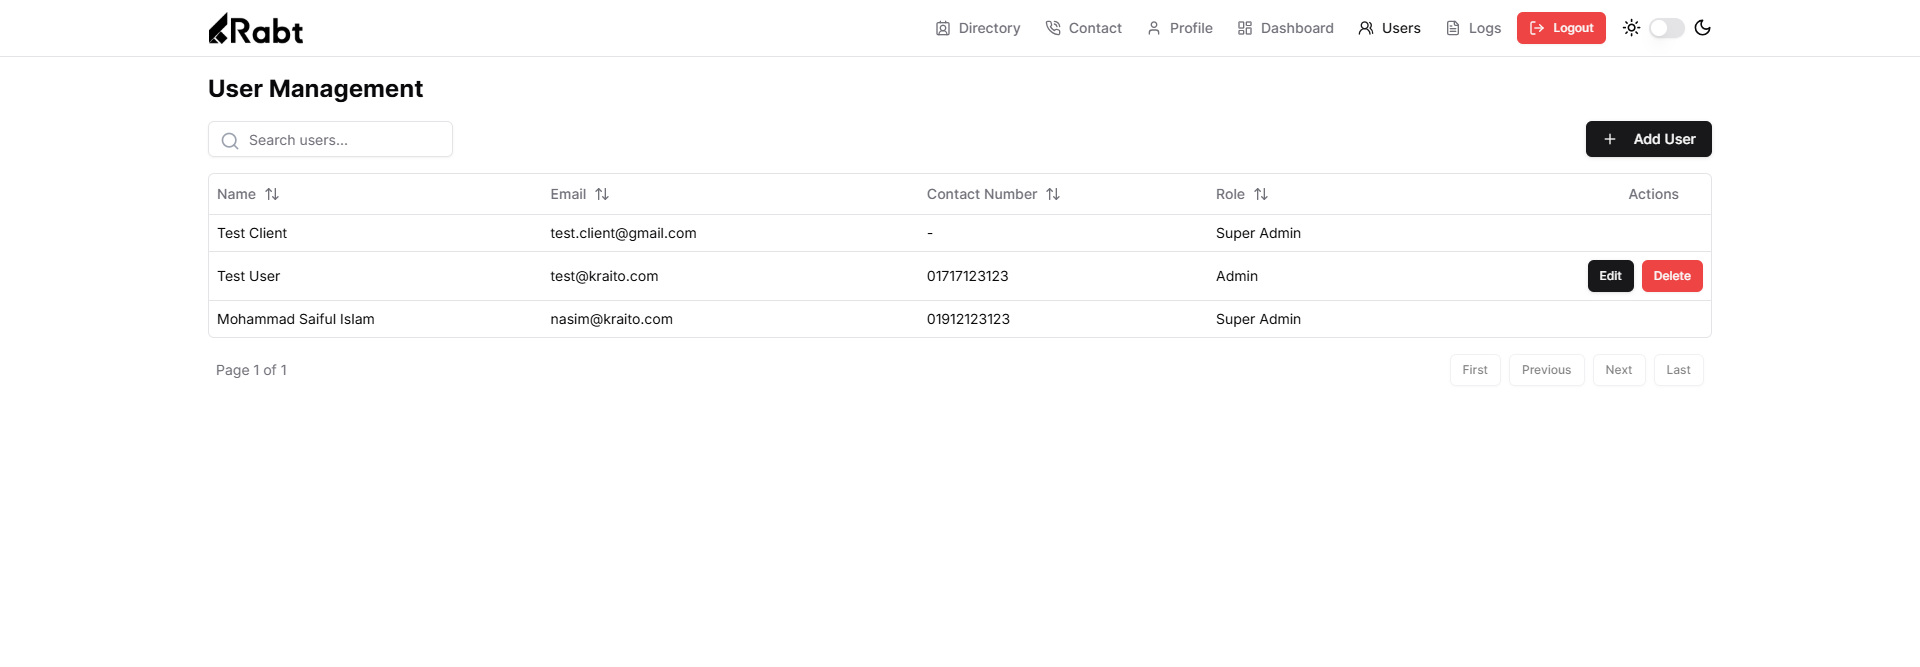 Rabt
Directory Contact Profile Dashboard Users Logs Logout
User Management
Search users...
Add User
Name Email Contact Number Role Actions
Test Client test.client@gmail.com - Super Admin
Test User test@kraito.com 01717123123 Admin Edit Delete
Mohammad Saiful Islam nasim@kraito.com 01912123123 Super Admin
Page 1 of 1 First Previous Next Last